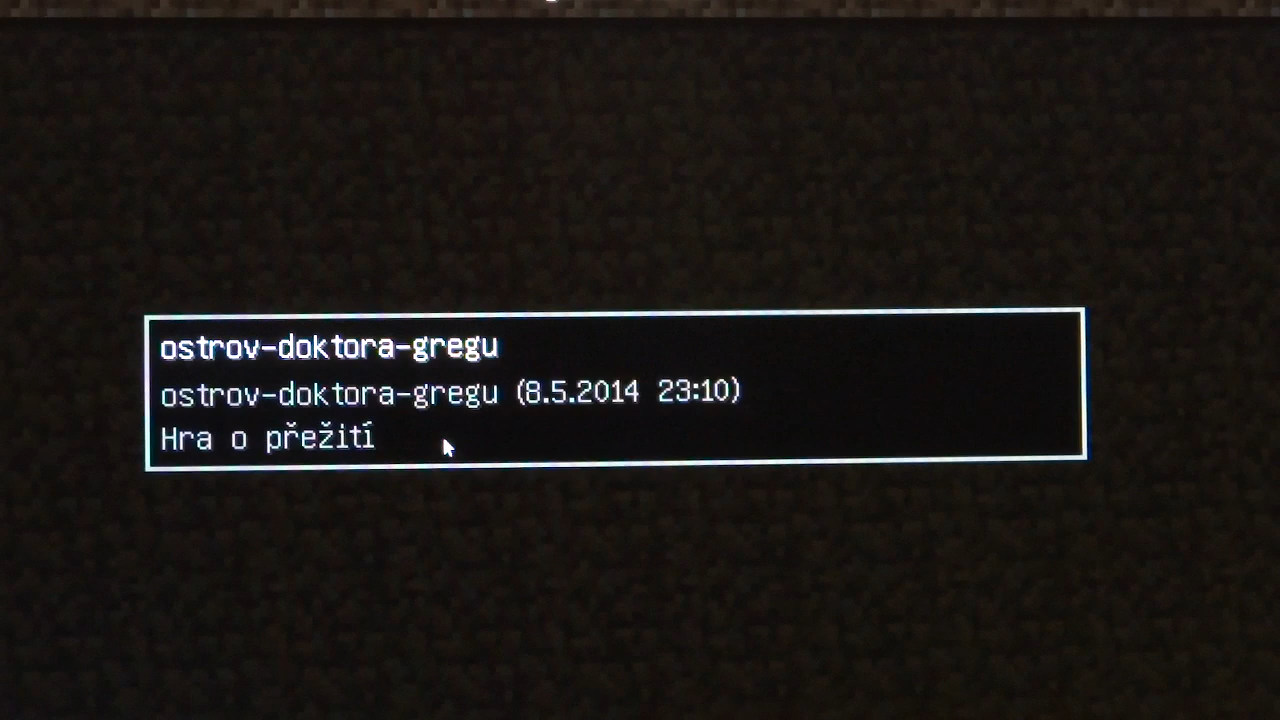 ostrov-doktora-gregu
ostrov-doktora-gregu (8.5.2014 23:10)
Hra o přežití